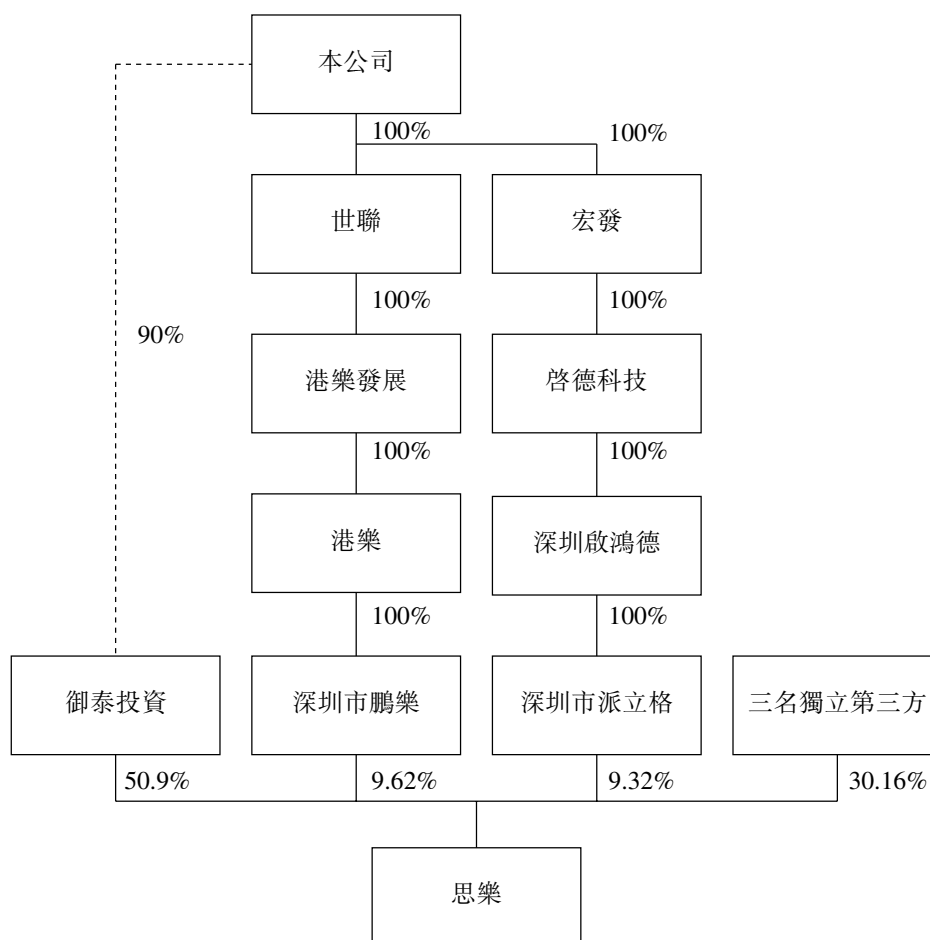 本公司
100%
100%
世聯
宏發
100%
100%
90%
港樂發展
啓德科技
100%
100%
港樂
深圳啟鴻德
100%
100%
御泰投資
深圳市鵬樂
深圳市派立格
三名獨立第三方
50.9%
9.62%
9.32%
30.16%
思樂